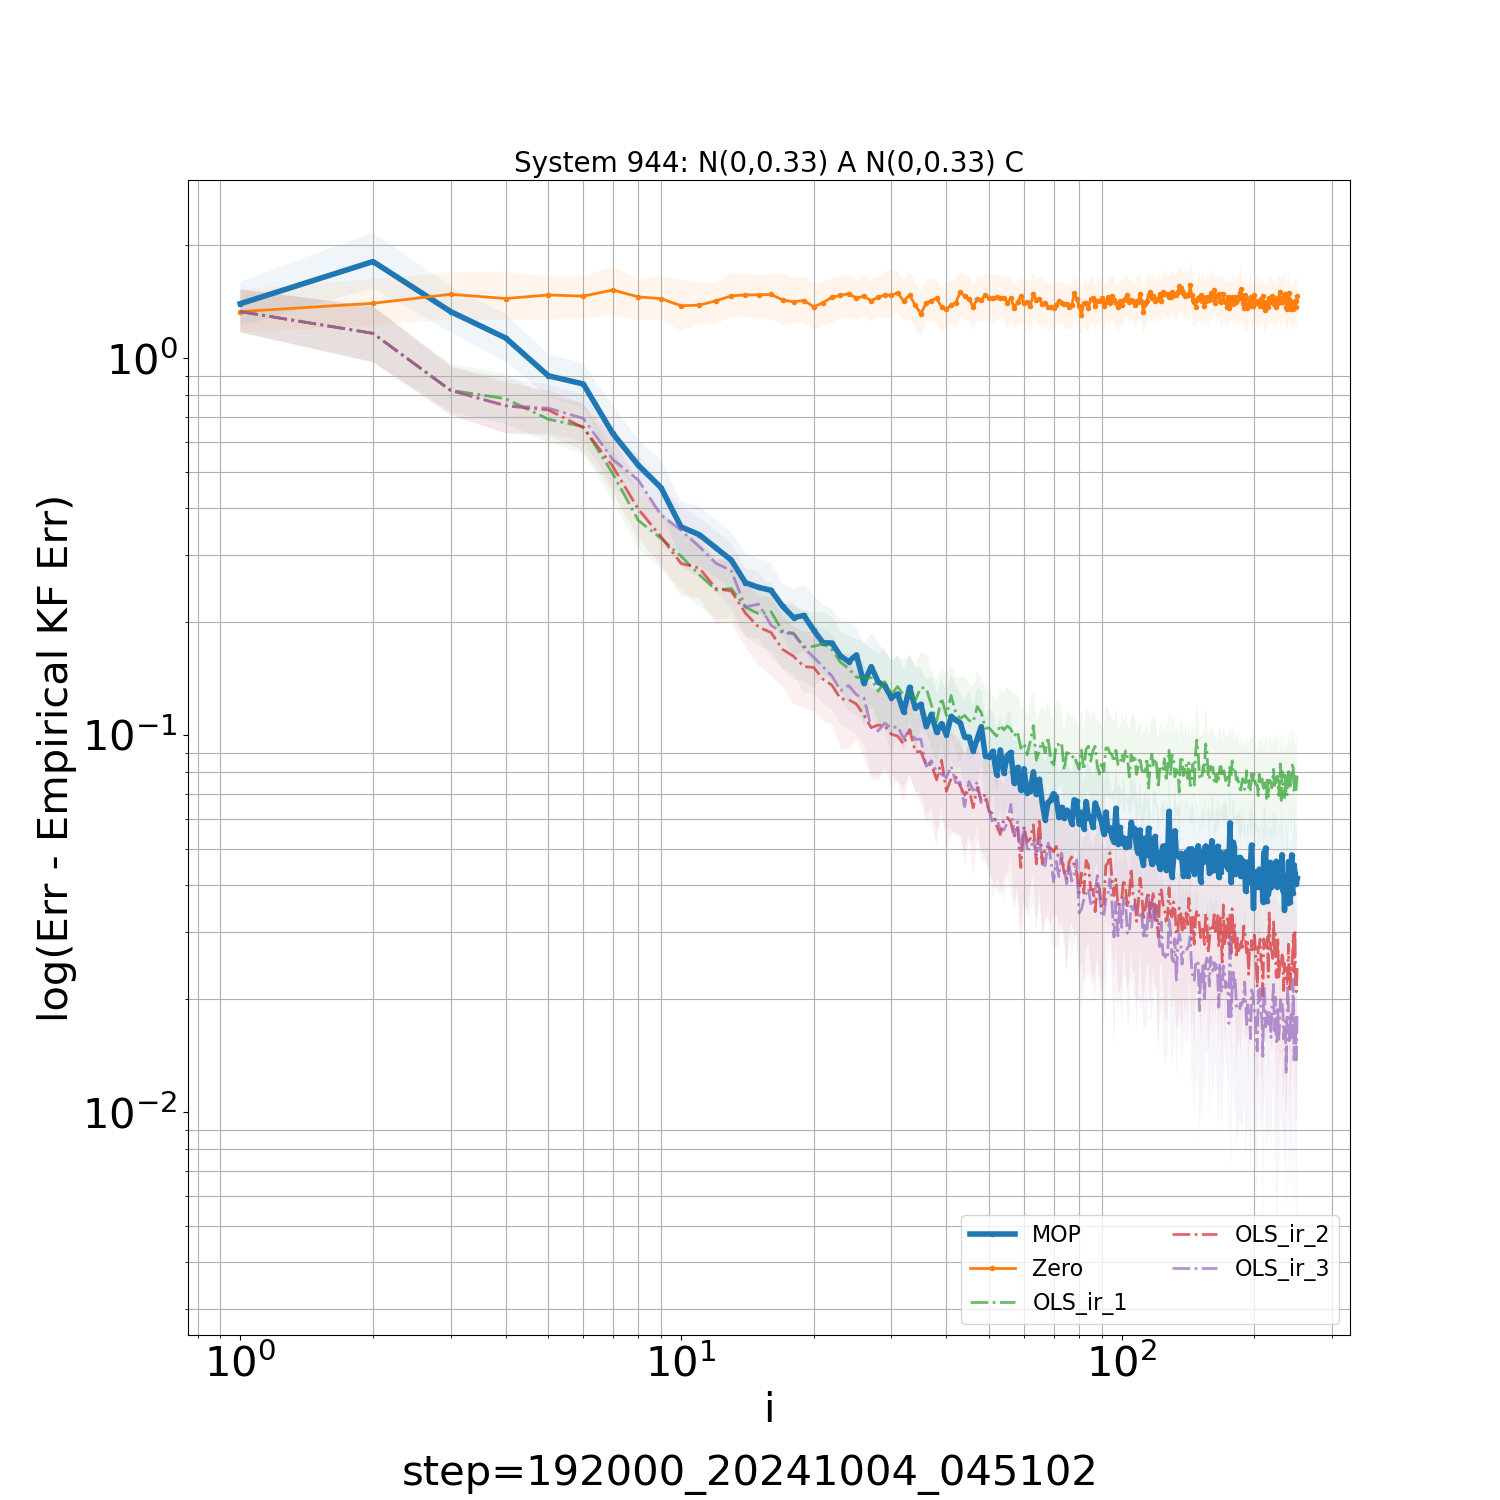 System 944: N(0,0.33) A N(0,0.33) C
log(Err - Empirical KF Err)
10⁰
10⁻¹
10⁻²
MOP
Zero
OLS_ir_1
OLS_ir_2
OLS_ir_3
10⁰ 10¹ 10²
i
step=192000_20241004_045102